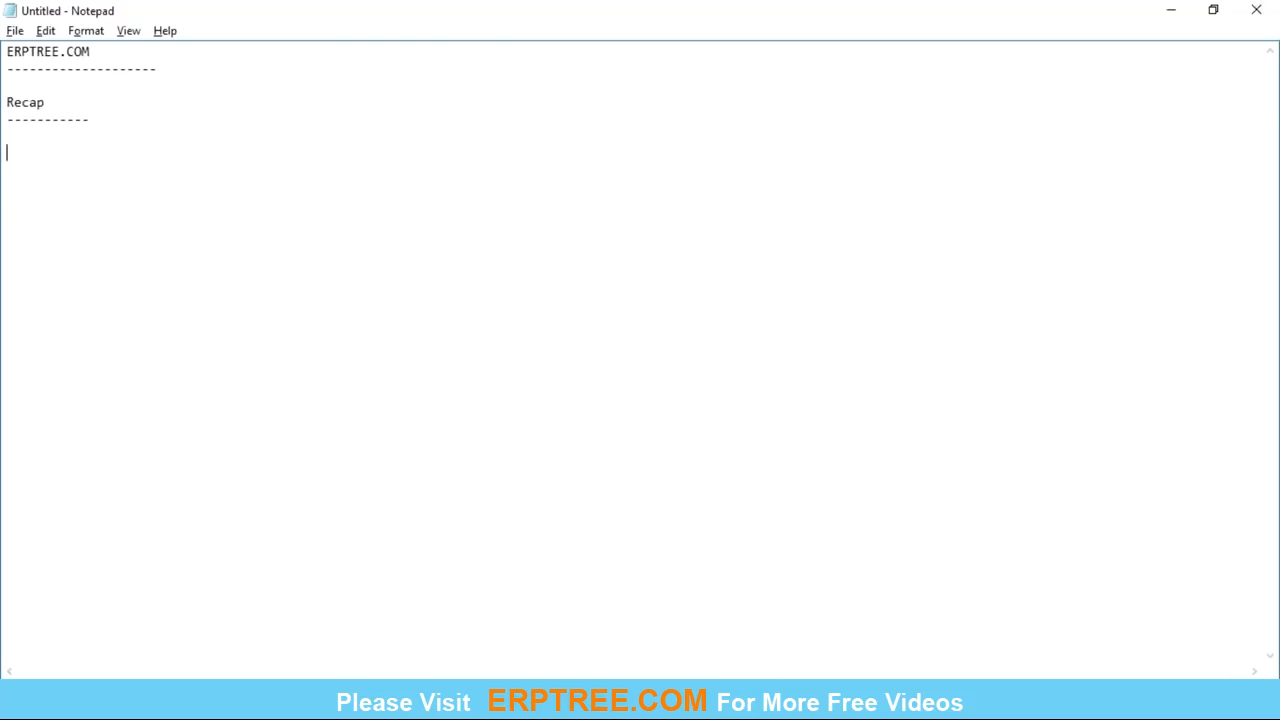 Untitled - Notepad
File Edit Format View Help
ERPTREE.COM
--------------------
Recap
-----------
Please Visit ERPTREE.COM For More Free Videos